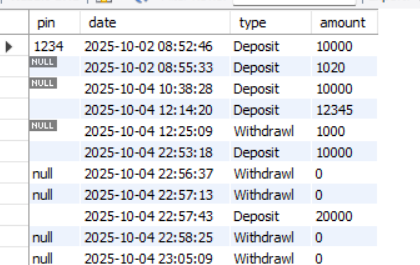 pin date type amount
1234 2025-10-02 08:52:46 Deposit 10000
NULL 2025-10-02 08:55:33 Deposit 1020
NULL 2025-10-04 10:38:28 Deposit 10000
2025-10-04 12:14:20 Deposit 12345
NULL 2025-10-04 12:25:09 Withdrawl 1000
2025-10-04 22:53:18 Deposit 10000
null 2025-10-04 22:56:37 Withdrawl 0
null 2025-10-04 22:57:13 Withdrawl 0
2025-10-04 22:57:43 Deposit 20000
null 2025-10-04 22:58:25 Withdrawl 0
null 2025-10-04 23:05:09 Withdrawl 0